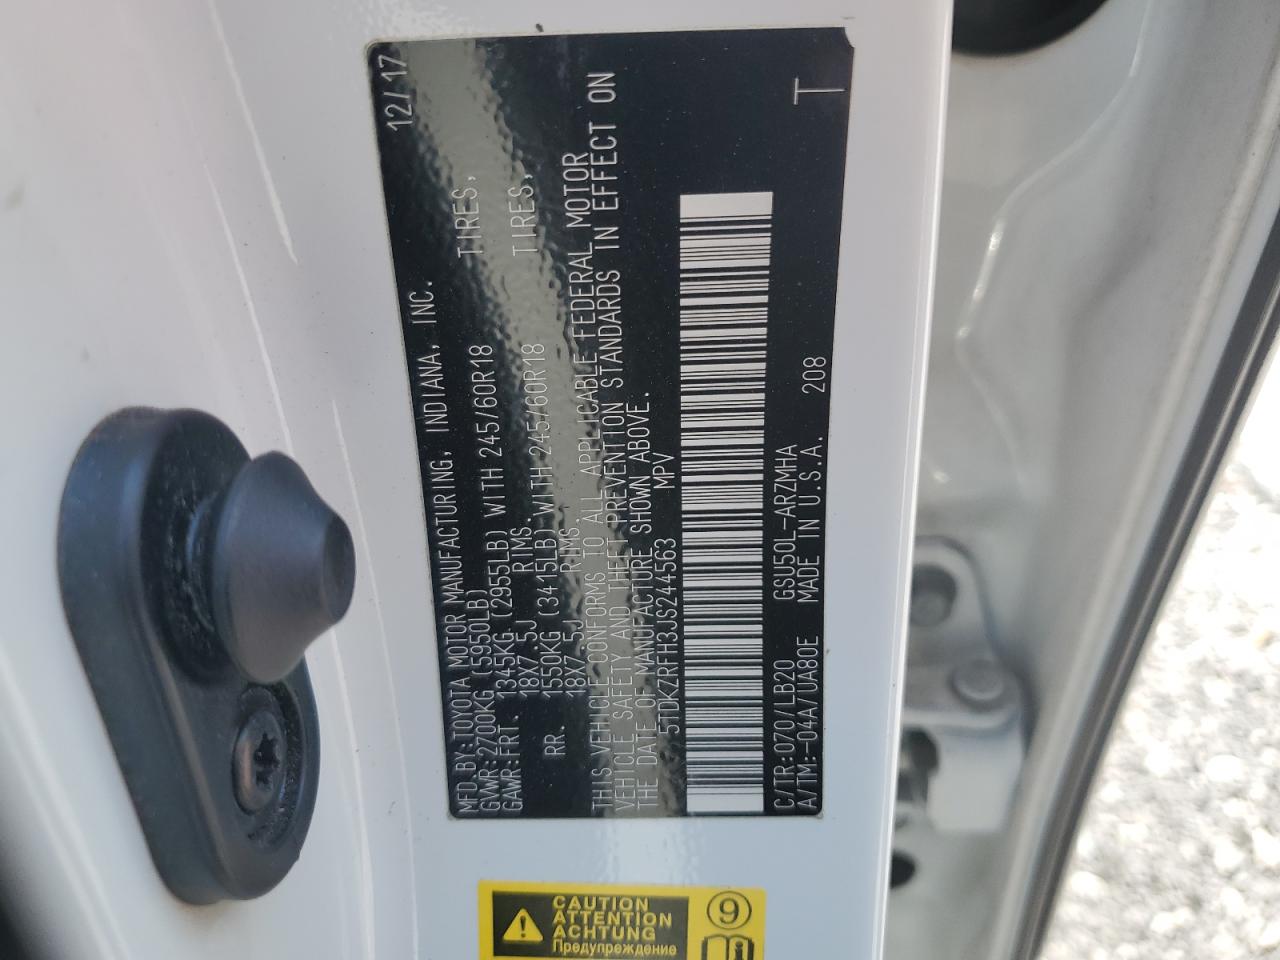 MFD.BY:TOYOTA MOTOR MANUFACTURING, INDIANA, INC. 12/17
GVWR:2700KG (5950LB)
GAWR:FRT. 1345KG (2955LB) WITH 245/60R18 TIRES,
18X7.5J RIMS.
RR. 1550KG (3415LB) WITH 245/60R18 TIRES,
18X7.5J RIMS.
THIS VEHICLE CONFORMS TO ALL APPLICABLE FEDERAL MOTOR
VEHICLE SAFETY AND THEFT PREVENTION STANDARDS IN EFFECT ON
THE DATE OF MANUFACTURE SHOWN ABOVE.
5TDKZRFH3JS244563 MPV
C/TR:070/LB20 GSU50L-ARZMHA T
A/TM:-04A/UA80E MADE IN U.S.A. 208
CAUTION
ATTENTION
ACHTUNG
Предупреждение
9
i